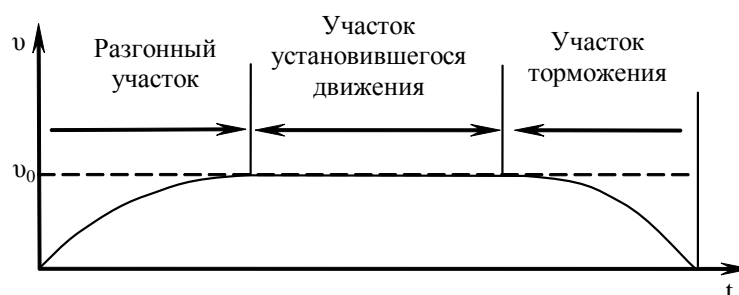 υ
Разгонный
участок
Участок
установившегося
движения
Участок
торможения
υ₀
t